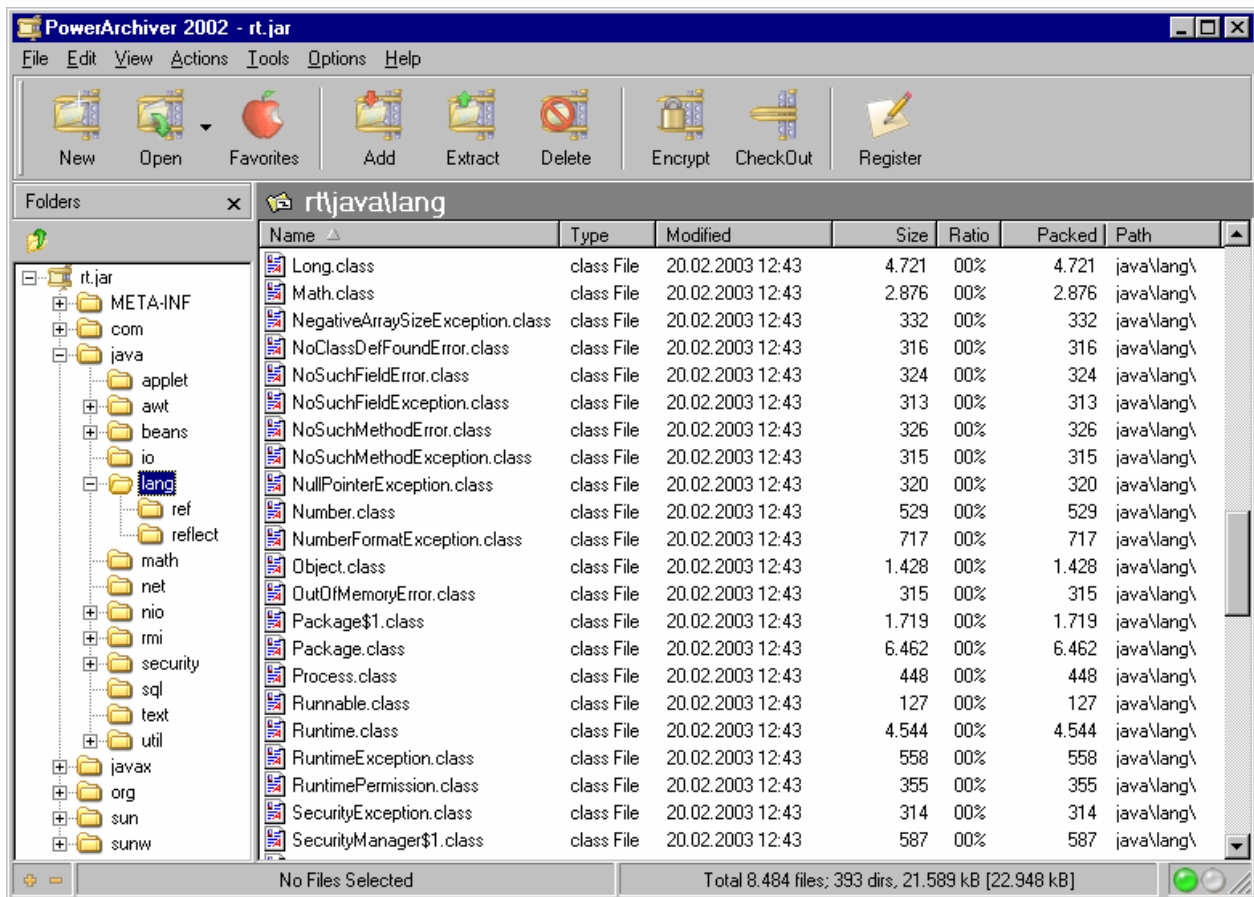 PowerArchiver 2002 - rt.jar
File Edit View Actions Tools Options Help
New Open Favorites Add Extract Delete Encrypt CheckOut Register
Folders
rt.jar
META-INF
com
java
applet
awt
beans
io
lang
ref
reflect
math
net
nio
rmi
security
sql
text
util
javax
org
sun
sunw
rt\java\lang
Name Type Modified Size Ratio Packed Path
Long.class class File 20.02.2003 12:43 4.721 00% 4.721 java\lang\
Math.class class File 20.02.2003 12:43 2.876 00% 2.876 java\lang\
NegativeArraySizeException.class class File 20.02.2003 12:43 332 00% 332 java\lang\
NoClassDefFoundError.class class File 20.02.2003 12:43 316 00% 316 java\lang\
NoSuchFieldError.class class File 20.02.2003 12:43 324 00% 324 java\lang\
NoSuchFieldException.class class File 20.02.2003 12:43 313 00% 313 java\lang\
NoSuchMethodError.class class File 20.02.2003 12:43 326 00% 326 java\lang\
NoSuchMethodException.class class File 20.02.2003 12:43 315 00% 315 java\lang\
NullPointerException.class class File 20.02.2003 12:43 320 00% 320 java\lang\
Number.class class File 20.02.2003 12:43 529 00% 529 java\lang\
NumberFormatException.class class File 20.02.2003 12:43 717 00% 717 java\lang\
Object.class class File 20.02.2003 12:43 1.428 00% 1.428 java\lang\
OutOfMemoryError.class class File 20.02.2003 12:43 315 00% 315 java\lang\
Package$1.class class File 20.02.2003 12:43 1.719 00% 1.719 java\lang\
Package.class class File 20.02.2003 12:43 6.462 00% 6.462 java\lang\
Process.class class File 20.02.2003 12:43 448 00% 448 java\lang\
Runnable.class class File 20.02.2003 12:43 127 00% 127 java\lang\
Runtime.class class File 20.02.2003 12:43 4.544 00% 4.544 java\lang\
RuntimeException.class class File 20.02.2003 12:43 558 00% 558 java\lang\
RuntimePermission.class class File 20.02.2003 12:43 355 00% 355 java\lang\
SecurityException.class class File 20.02.2003 12:43 314 00% 314 java\lang\
SecurityManager$1.class class File 20.02.2003 12:43 587 00% 587 java\lang\
No Files Selected
Total 8.484 files; 393 dirs, 21.589 kB [22.948 kB]